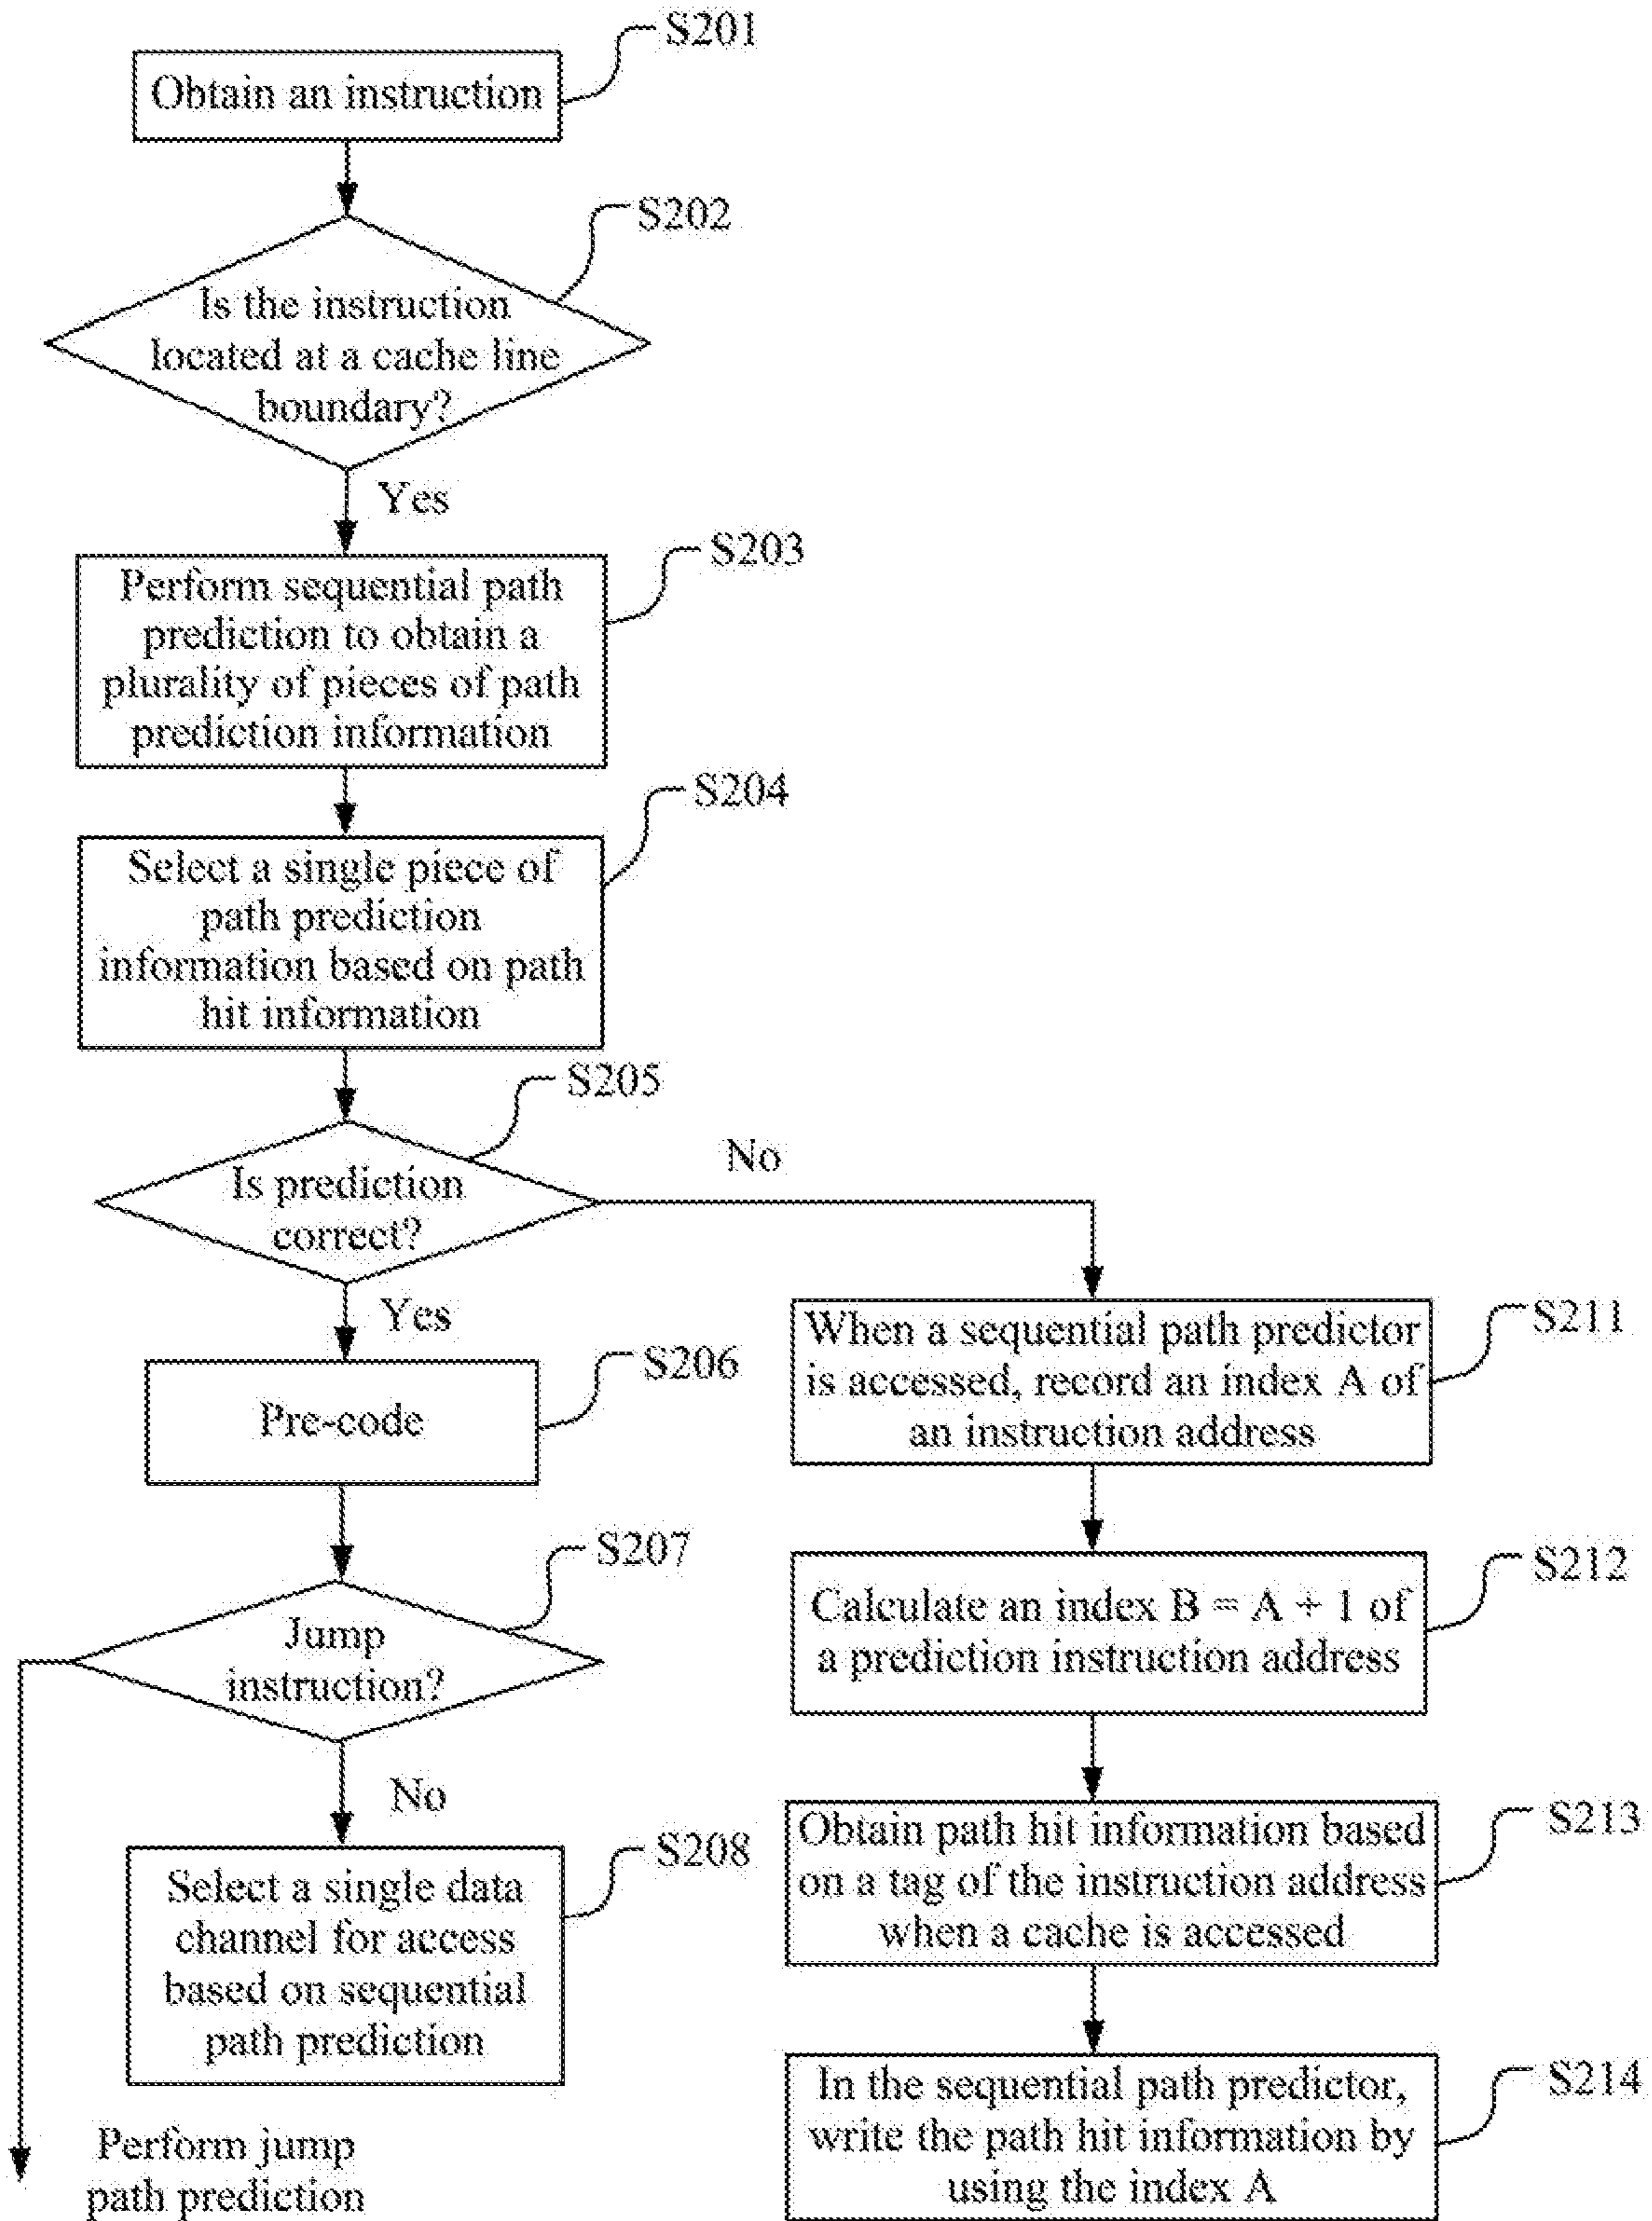 S201
Obtain an instruction
S202
Is the instruction
located at a cache line
boundary?
Yes
S203
Perform sequential path
prediction to obtain a
plurality of pieces of path
prediction information
S204
Select a single piece of
path prediction
information based on path
hit information
S205
Is prediction
correct?
No
Yes
S206
Pre-code
S207
Jump
instruction?
No
S208
Select a single data
channel for access
based on sequential
path prediction
Perform jump
path prediction
S211
When a sequential path predictor
is accessed, record an index A of
an instruction address
S212
Calculate an index B = A + 1 of
a prediction instruction address
S213
Obtain path hit information based
on a tag of the instruction address
when a cache is accessed
S214
In the sequential path predictor,
write the path hit information by
using the index A